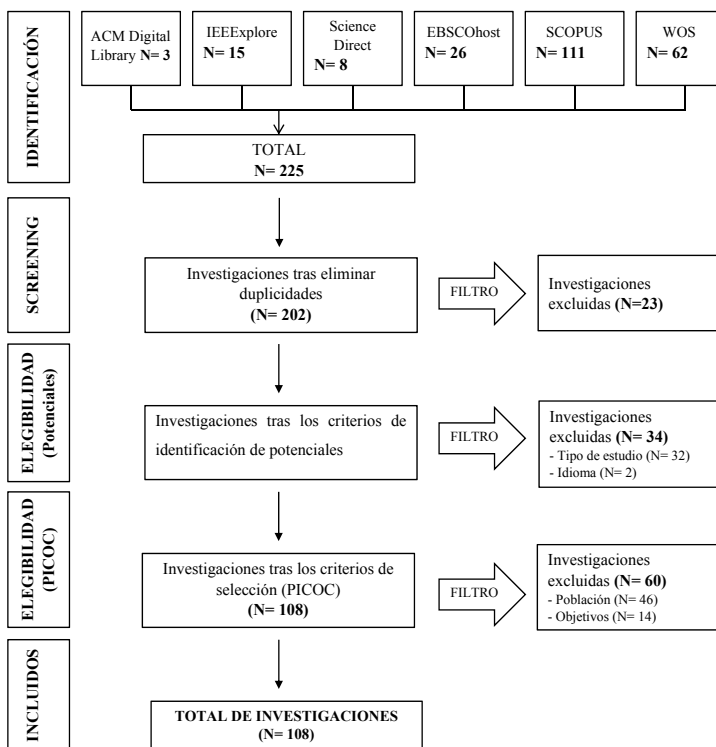 IDENTIFICACIÓN
ACM Digital
Library N= 3
IEEExplore
N= 15
Science
Direct
N= 8
EBSCOhost
N= 26
SCOPUS
N= 111
WOS
N= 62
TOTAL
N= 225
SCREENING
Investigaciones tras eliminar
duplicidades
(N= 202)
FILTRO
Investigaciones
excluidas (N=23)
ELEGIBILIDAD
(Potenciales)
Investigaciones tras los criterios de
identificación de potenciales
FILTRO
Investigaciones
excluidas (N= 34)
- Tipo de estudio (N= 32)
- Idioma (N= 2)
ELEGIBILIDAD
(PICOC)
Investigaciones tras los criterios de
selección (PICOC)
(N= 108)
FILTRO
Investigaciones
excluidas (N= 60)
- Población (N= 46)
- Objetivos (N= 14)
INCLUIDOS
TOTAL DE INVESTIGACIONES
(N= 108)